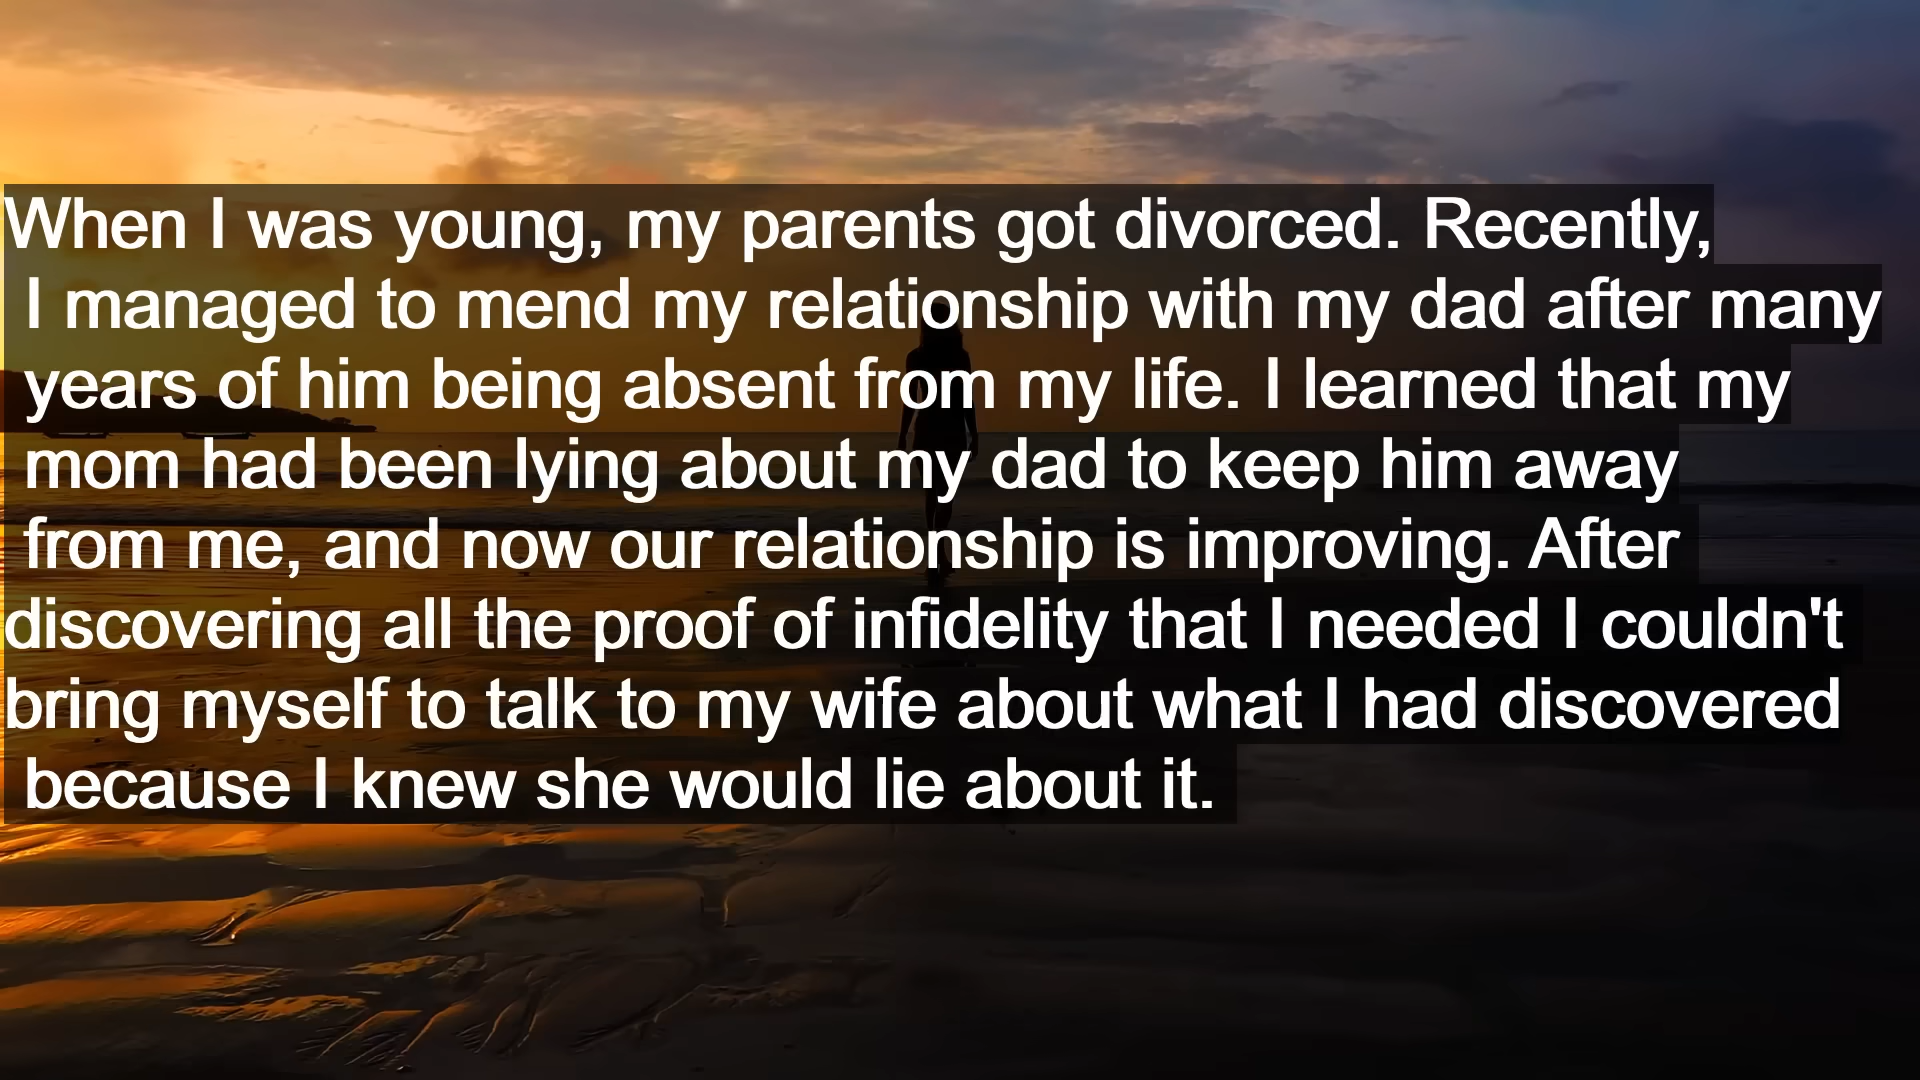 When I was young, my parents got divorced. Recently,
I managed to mend my relationship with my dad after many
years of him being absent from my life. I learned that my
mom had been lying about my dad to keep him away
from me, and now our relationship is improving. After
discovering all the proof of infidelity that I needed I couldn't
bring myself to talk to my wife about what I had discovered
because I knew she would lie about it.